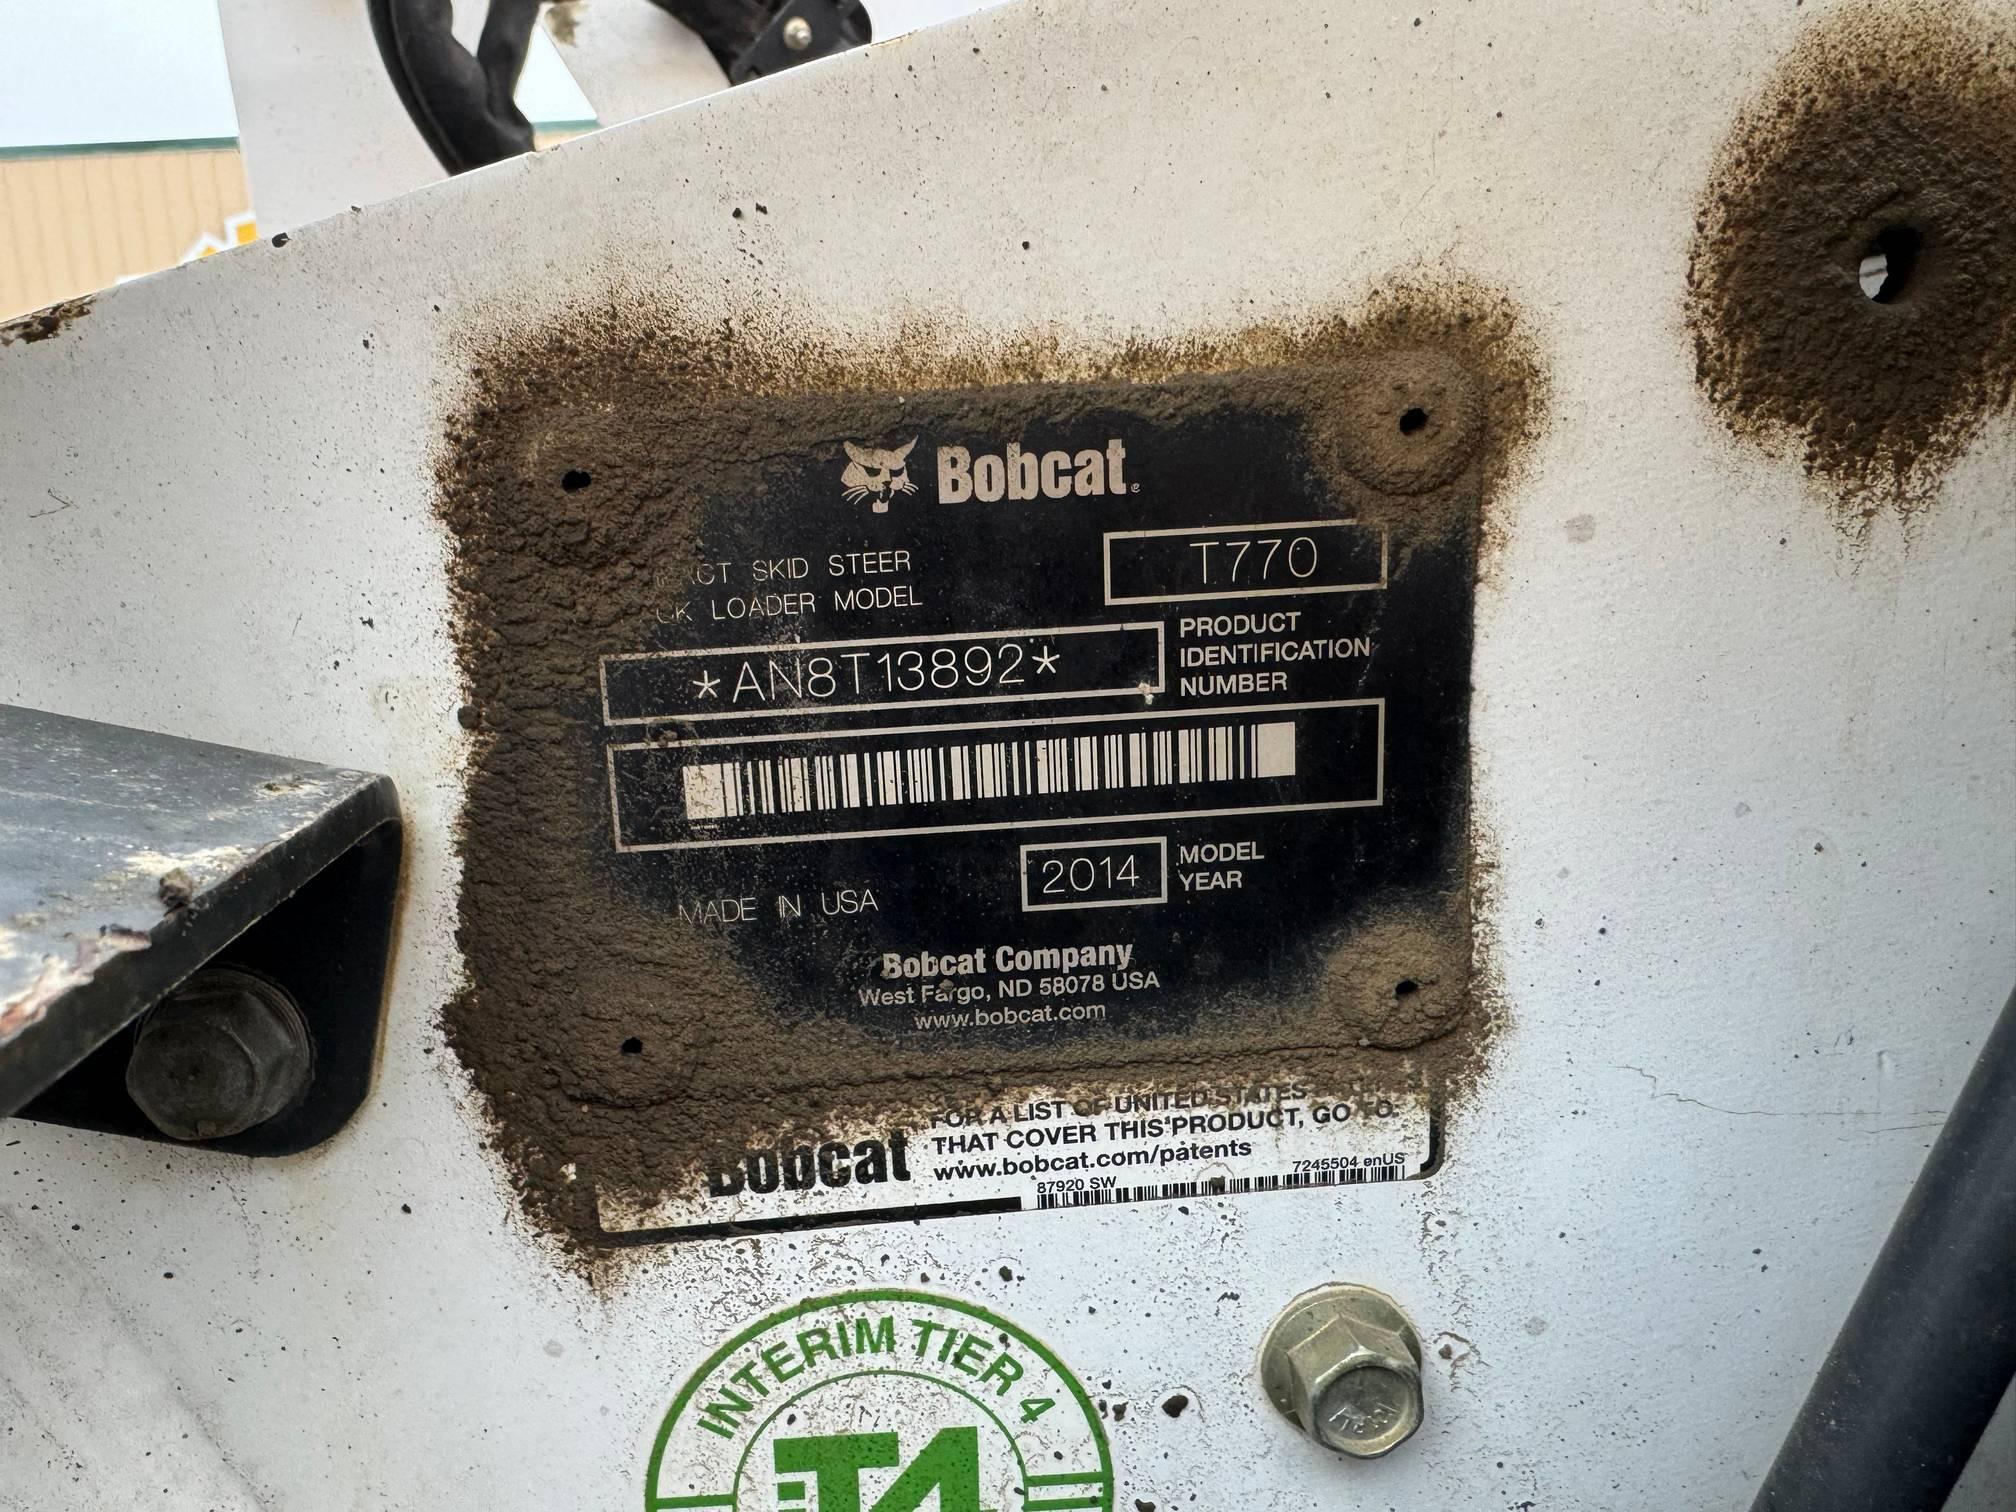 Bobcat
SKID STEER
LOADER MODEL
T770
*AN8T13892*
PRODUCT
IDENTIFICATION
NUMBER
2014
MODEL
YEAR
MADE IN USA
Bobcat Company
West Fargo, ND 58078 USA
www.bobcat.com
Bobcat
FOR A LIST OF UNITED STATES
THAT COVER THIS PRODUCT, GO TO:
www.bobcat.com/patents
87920 SW
7245504 enUS
INTERIM TIER 4
T4